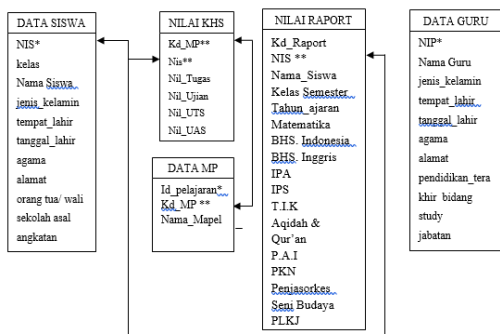 DATA SISWA
NIS*
kelas
Nama Siswa
jenis_kelamin
tempat_lahir
tanggal_lahir
agama
alamat
orang tua/ wali
sekolah asal
angkatan
NILAI KHS
Kd_MP**
Nis**
Nil_Tugas
Nil_Ujian
Nil_UTS
Nil_UAS
DATA MP
Id_pelajaran*
Kd_MP **
Nama_Mapel
NILAI RAPORT
Kd_Raport
NIS **
Nama_Siswa
Kelas Semester
Tahun_ajaran
Matematika
BHS. Indonesia
BHS. Inggris
IPA
IPS
T.I.K
Aqidah &
Qur'an
P.A.I
PKN
Penjasorkes
Seni Budaya
PLKJ
DATA GURU
NIP*
Nama Guru
jenis_kelamin
tempat_lahir
tanggal_lahir
agama
alamat
pendidikan_tera
khir bidang
study
jabatan